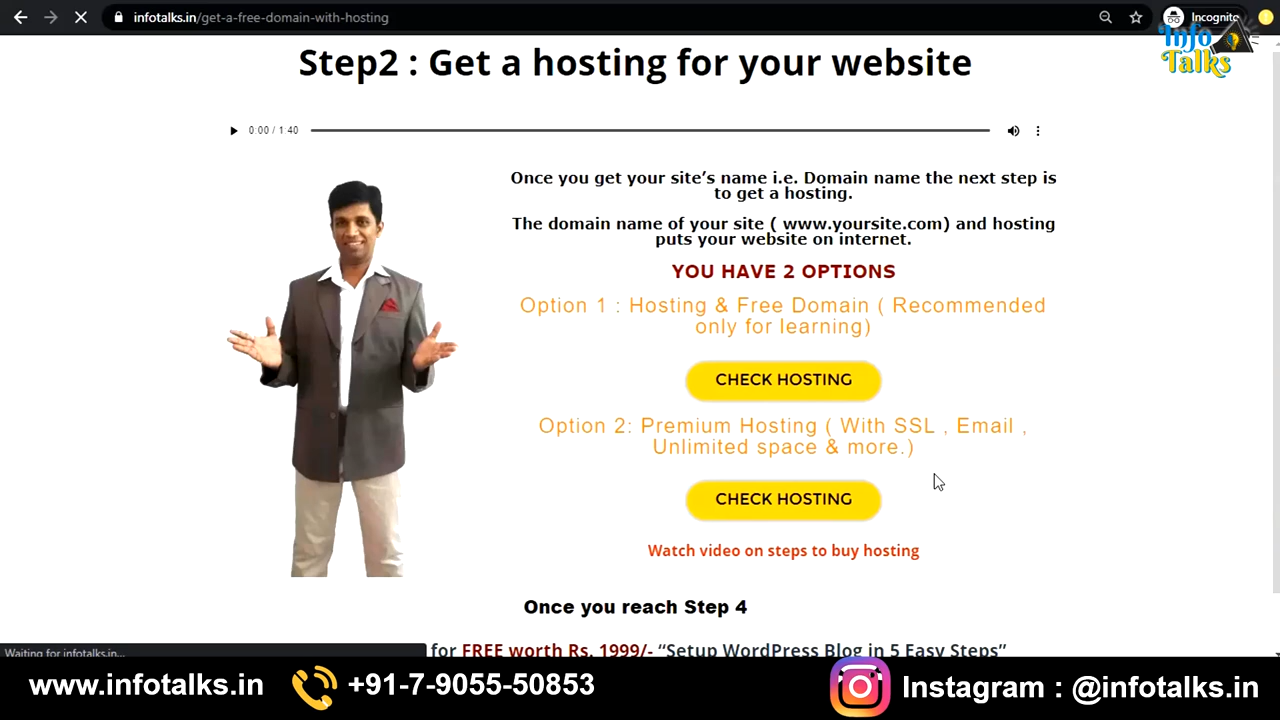 infotalks.in/get-a-free-domain-with-hosting
Incognito
Info
Talks
Step2 : Get a hosting for your website
0:00 / 1:40
Once you get your site’s name i.e. Domain name the next step is
to get a hosting.
The domain name of your site ( www.yoursite.com) and hosting
puts your website on internet.
YOU HAVE 2 OPTIONS
Option 1 : Hosting & Free Domain ( Recommended
only for learning)
CHECK HOSTING
Option 2: Premium Hosting ( With SSL , Email ,
Unlimited space & more.)
CHECK HOSTING
Watch video on steps to buy hosting
Once you reach Step 4
for FREE worth Rs. 1999/- “Setup WordPress Blog in 5 Easy Steps”
Waiting for infotalks.in...
www.infotalks.in +91-7-9055-50853 Instagram : @infotalks.in